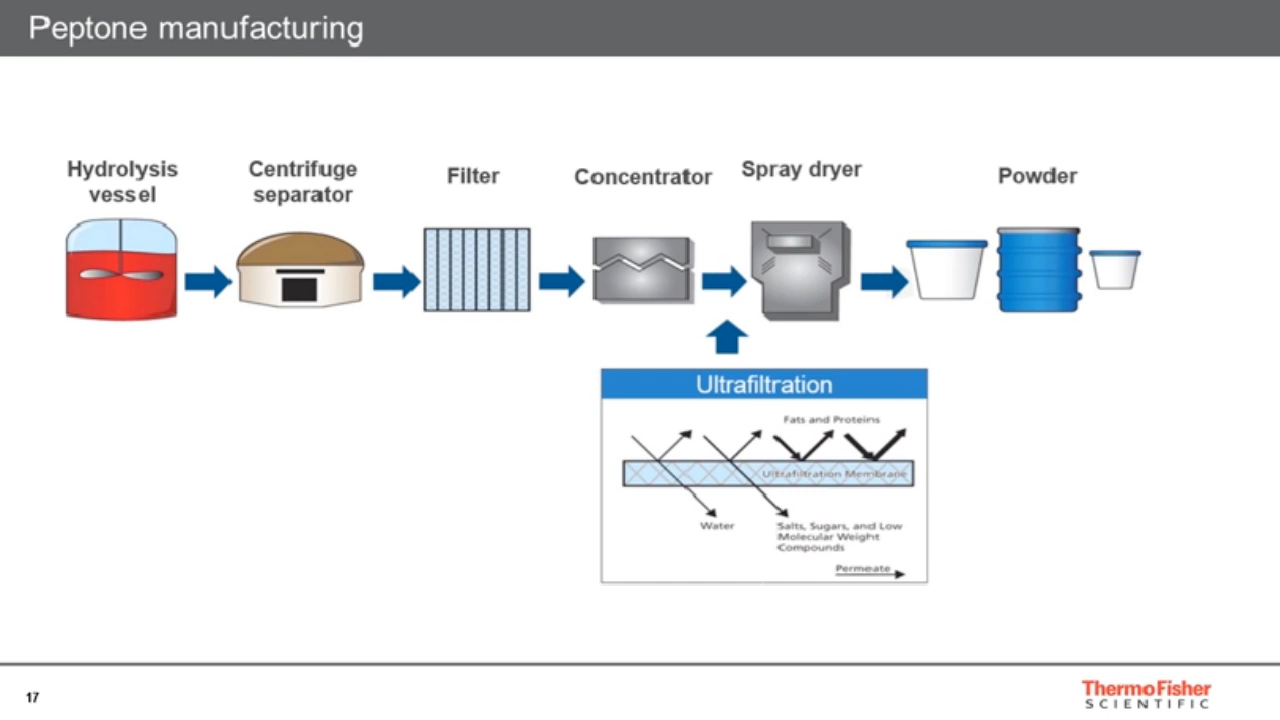 Peptone manufacturing
Hydrolysis
vessel
Centrifuge
separator
Filter
Concentrator
Spray dryer
Powder
Ultrafiltration
Fats and Proteins
Ultrafiltration Membrane
Water
Salts, Sugars, and Low
Molecular Weight
Compounds
Permeate
17
ThermoFisher
SCIENTIFIC